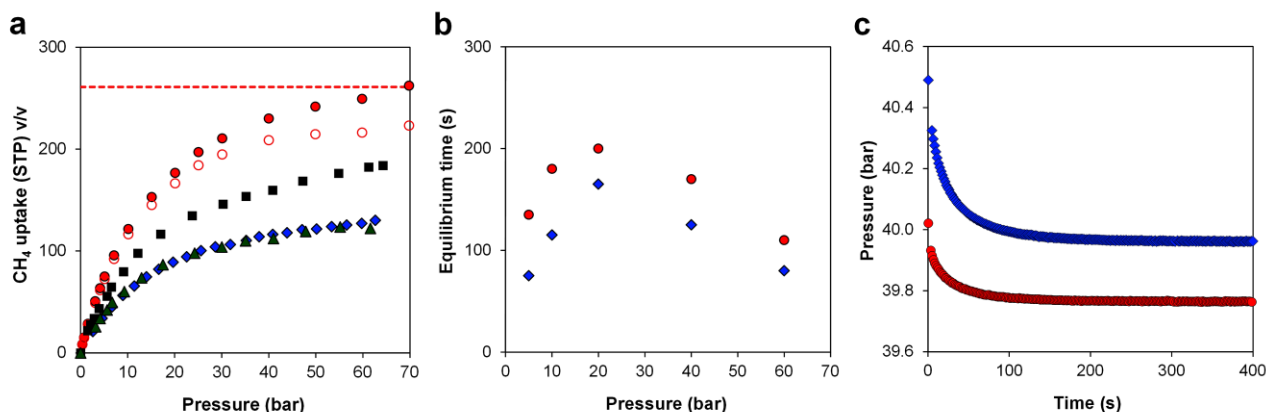 a
300
200
100
0
CH₄ uptake (STP) v/v
0 10 20 30 40 50 60 70
Pressure (bar)
b
300
200
100
0
Equilibrium time (s)
0 10 20 30 40 50 60 70
Pressure (bar)
c
40.6
40.4
40.2
40.0
39.8
39.6
Pressure (bar)
0 100 200 300 400
Time (s)